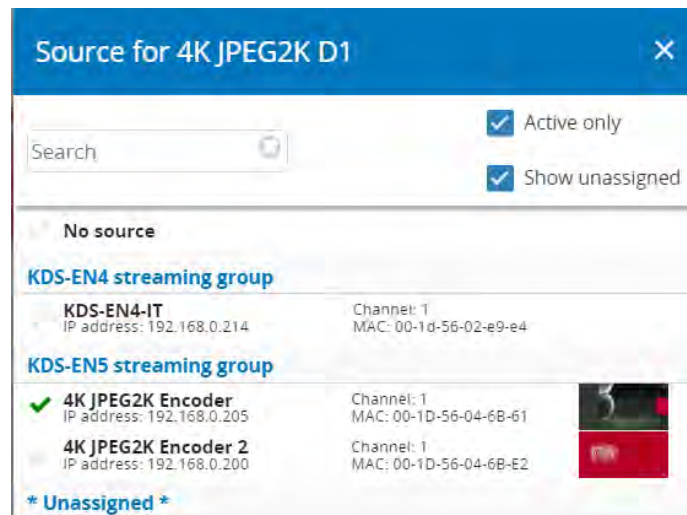 Source for 4K JPEG2K D1
Active only
Search
Show unassigned
No source
KDS-EN4 streaming group
KDS-EN4-IT Channel: 1
IP address: 192.168.0.214 MAC: 00-1d-56-02-e9-e4
KDS-EN5 streaming group
4K JPEG2K Encoder Channel: 1
IP address: 192.168.0.205 MAC: 00-1D-56-04-6B-61
4K JPEG2K Encoder 2 Channel: 1
IP address: 192.168.0.200 MAC: 00-1D-56-04-6B-E2
* Unassigned *